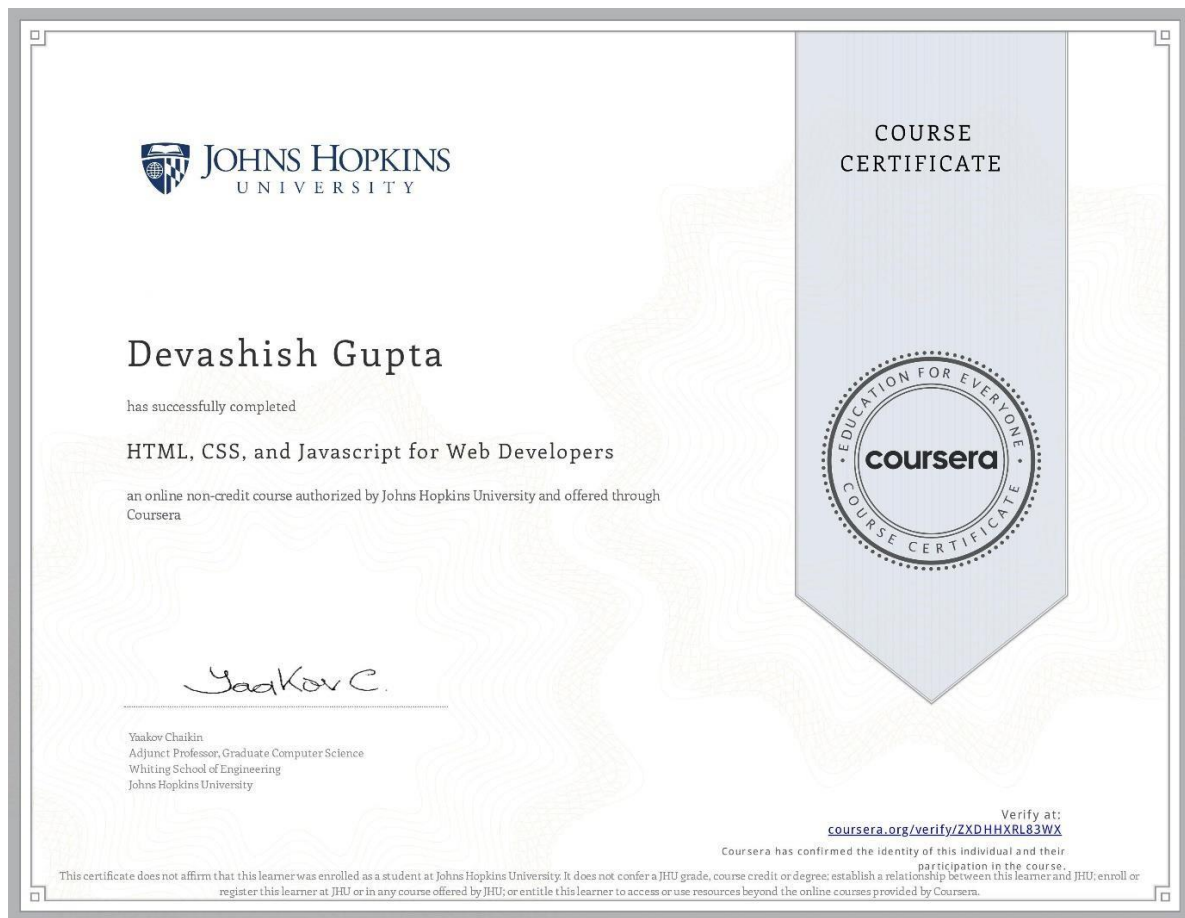 JOHNS HOPKINS
UNIVERSITY
COURSE
CERTIFICATE
Devashish Gupta
has successfully completed
HTML, CSS, and Javascript for Web Developers
an online non-credit course authorized by Johns Hopkins University and offered through
Coursera
EDUCATION FOR EVERYONE
coursera
COURSE CERTIFICATE
Yaakov C.
Yaakov Chaikin
Adjunct Professor, Graduate Computer Science
Whiting School of Engineering
Johns Hopkins University
Verify at:
coursera.org/verify/ZXDHHXRL83WX
Coursera has confirmed the identity of this individual and their
participation in the course.
This certificate does not affirm that this learner was enrolled as a student at Johns Hopkins University. It does not confer a JHU grade, course credit or degree; establish a relationship between this learner and JHU; enroll or
register this learner at JHU or in any course offered by JHU; or entitle this learner to access or use resources beyond the online courses provided by Coursera.